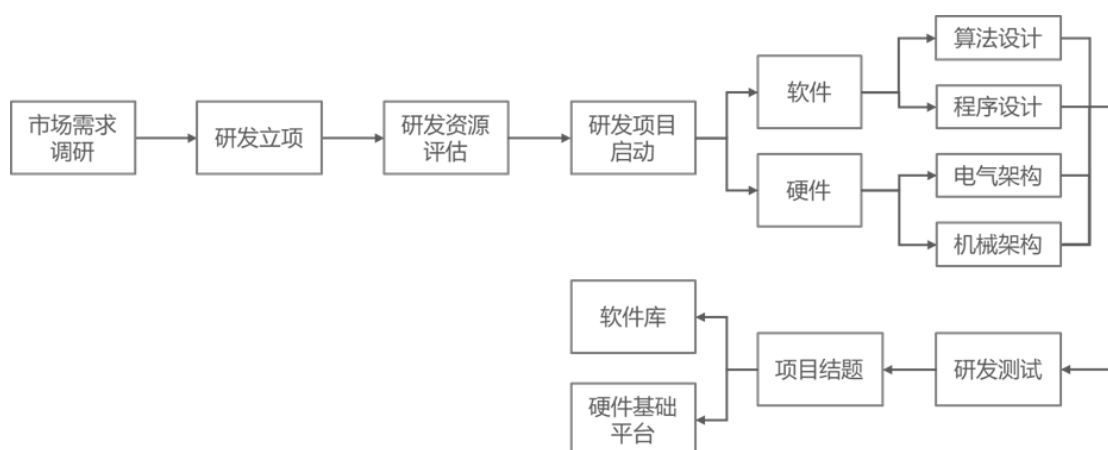 市场需求
调研
研发立项
研发资源
评估
研发项目
启动
软件
硬件
算法设计
程序设计
电气架构
机械架构
研发测试
项目结题
软件库
硬件基础
平台